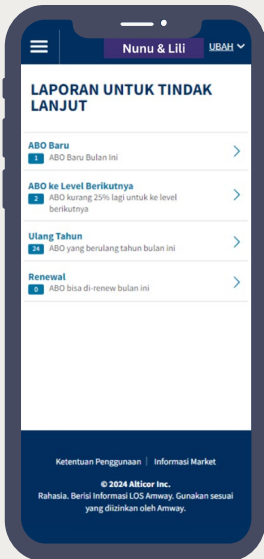 Nunu & Lili
UBAH
LAPORAN UNTUK TINDAK
LANJUT
ABO Baru
1 ABO Baru Bulan Ini
ABO ke Level Berikutnya
2 ABO kurang 25% lagi untuk ke level
berikutnya
Ulang Tahun
24 ABO yang berulang tahun bulan ini
Renewal
0 ABO bisa di-renew bulan ini
Ketentuan Penggunaan | Informasi Market
© 2024 Alticor Inc.
Rahasia. Berisi Informasi LOS Amway. Gunakan sesuai
yang diizinkan oleh Amway.